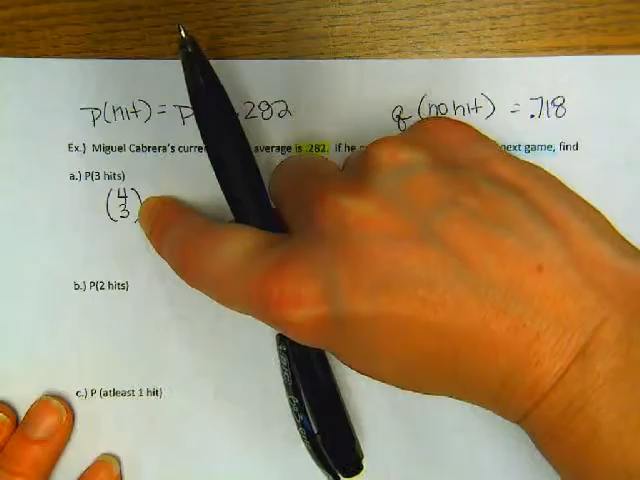 p(hit) = p .282 q (no hit) = .718
Ex.) Miguel Cabrera's average is .282. If he next game, find
a.) P(3 hits)
(4
3)
b.) P(2 hits)
c.) P (atleast 1 hit)